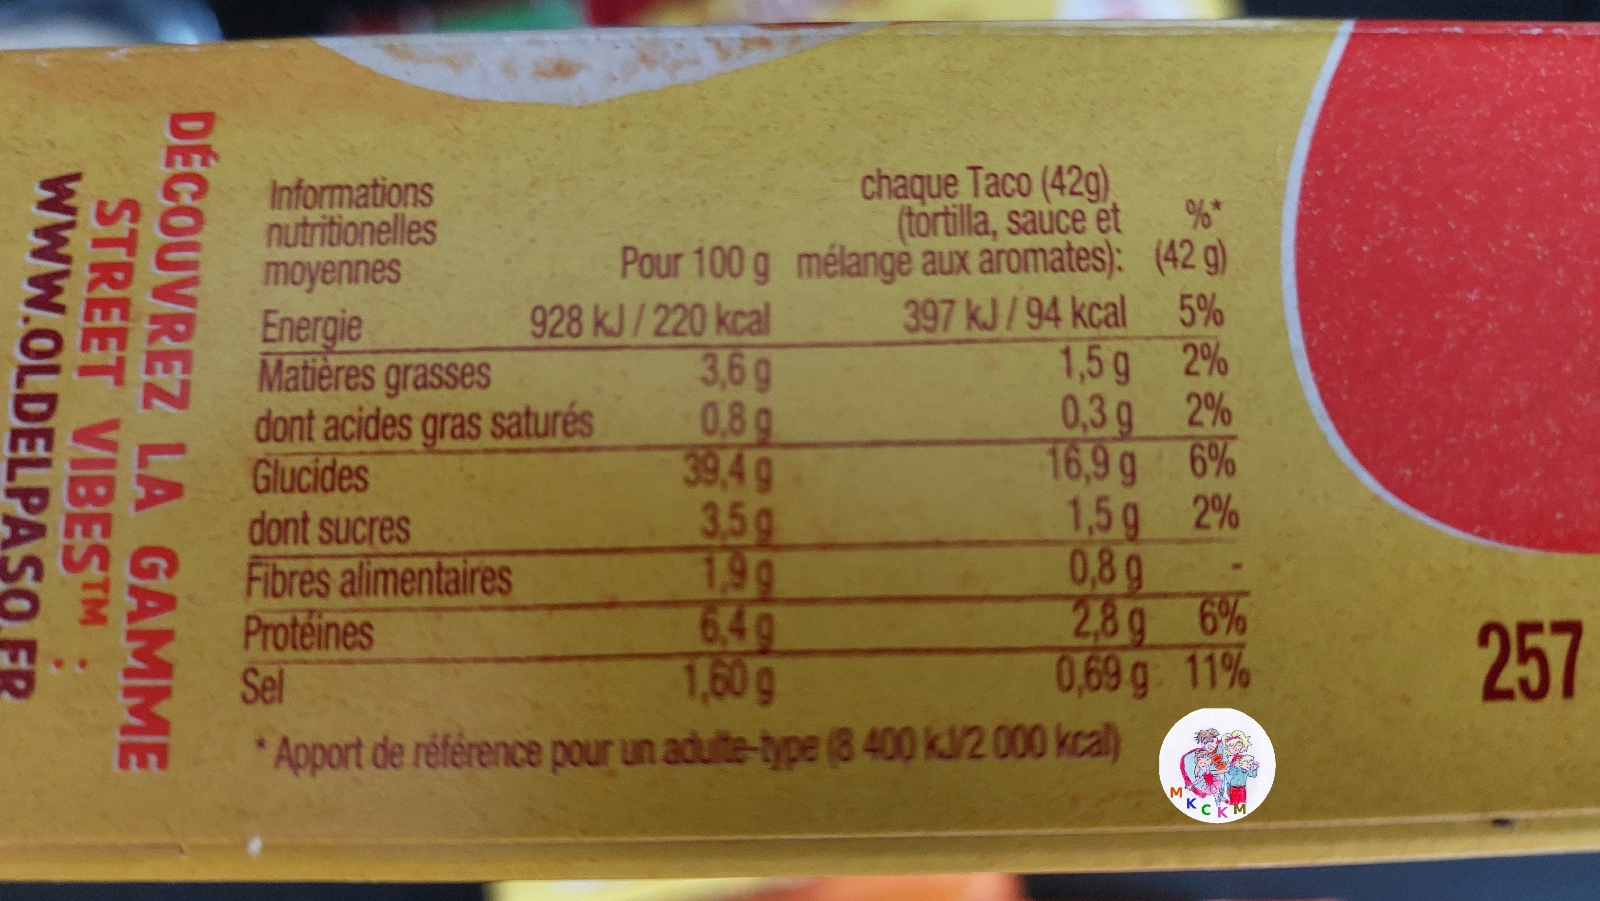 DÉCOUVREZ LA GAMME
STREET VIBES™ :
WWW.OLDELPASO.FR
Informations
nutritionelles
moyennes
Pour 100 g
chaque Taco (42g)
(tortilla, sauce et
mélange aux aromates):
%*
(42 g)
Energie 928 kJ / 220 kcal 397 kJ / 94 kcal 5%
Matières grasses 3,6 g 1,5 g 2%
dont acides gras saturés 0,8 g 0,3 g 2%
Glucides 39,4 g 16,9 g 6%
dont sucres 3,5 g 1,5 g 2%
Fibres alimentaires 1,9 g 0,8 g -
Protéines 6,4 g 2,8 g 6%
Sel 1,60 g 0,69 g 11%
* Apport de référence pour un adulte-type (8 400 kJ/2 000 kcal)
257
MKCKM